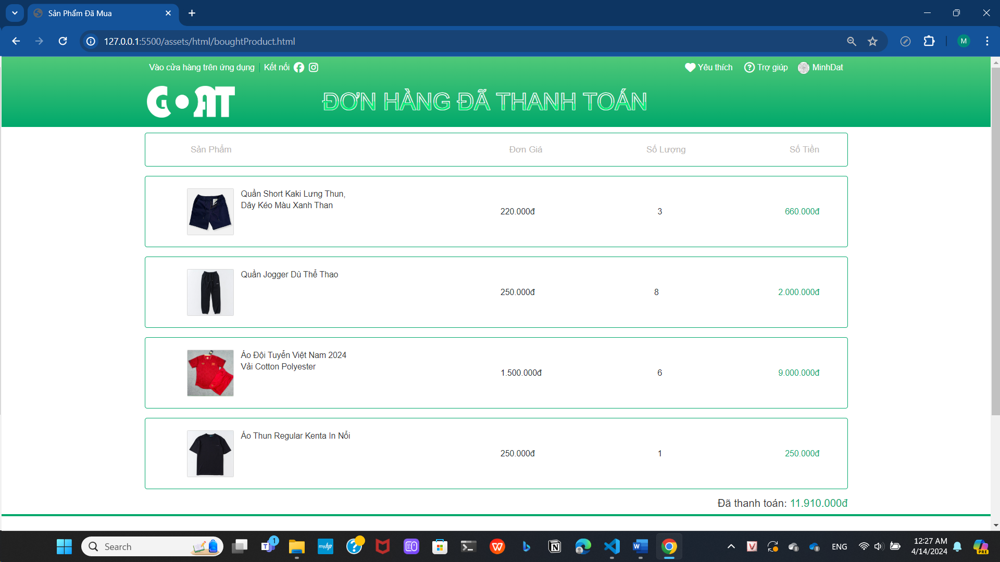 Sản Phẩm Đã Mua
127.0.0.1:5500/assets/html/boughtProduct.html
M
Vào cửa hàng trên ứng dụng
Kết nối
Yêu thích
Trợ giúp
MinhDat
GOAT
ĐƠN HÀNG ĐÃ THANH TOÁN
Sản Phẩm
Đơn Giá
Số Lượng
Số Tiền
Quần Short Kaki Lưng Thun,
Dây Kéo Màu Xanh Than
220.000đ
3
660.000đ
Quần Jogger Dù Thể Thao
250.000đ
8
2.000.000đ
Áo Đội Tuyển Việt Nam 2024
Vải Cotton Polyester
1.500.000đ
6
9.000.000đ
Áo Thun Regular Kenta In Nổi
250.000đ
1
250.000đ
Đã thanh toán: 11.910.000đ
Search
1
myhp
ENG
12:27 AM
4/14/2024
PRE